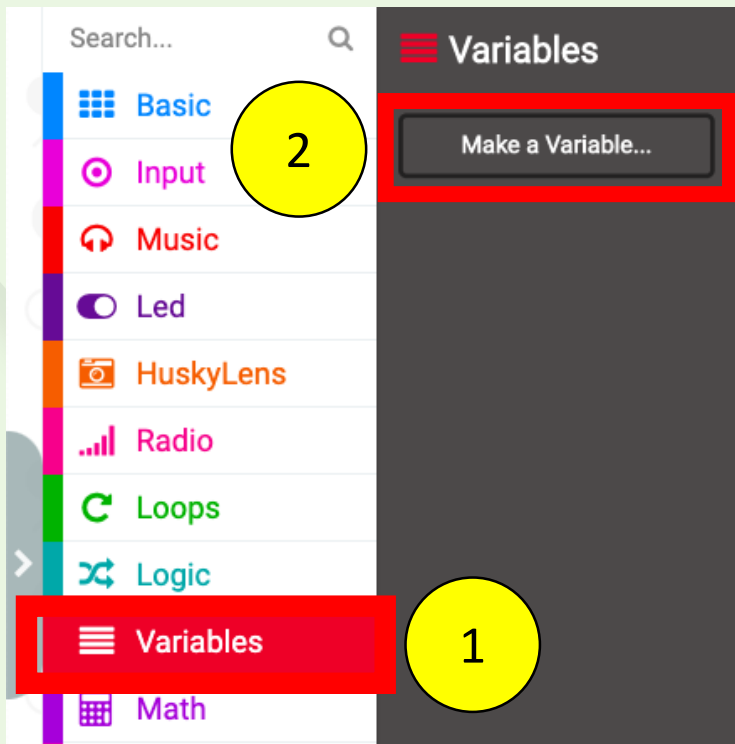 Search...
Basic
Input
Music
Led
HuskyLens
Radio
Loops
Logic
Variables
Math
Variables
Make a Variable...
2
1